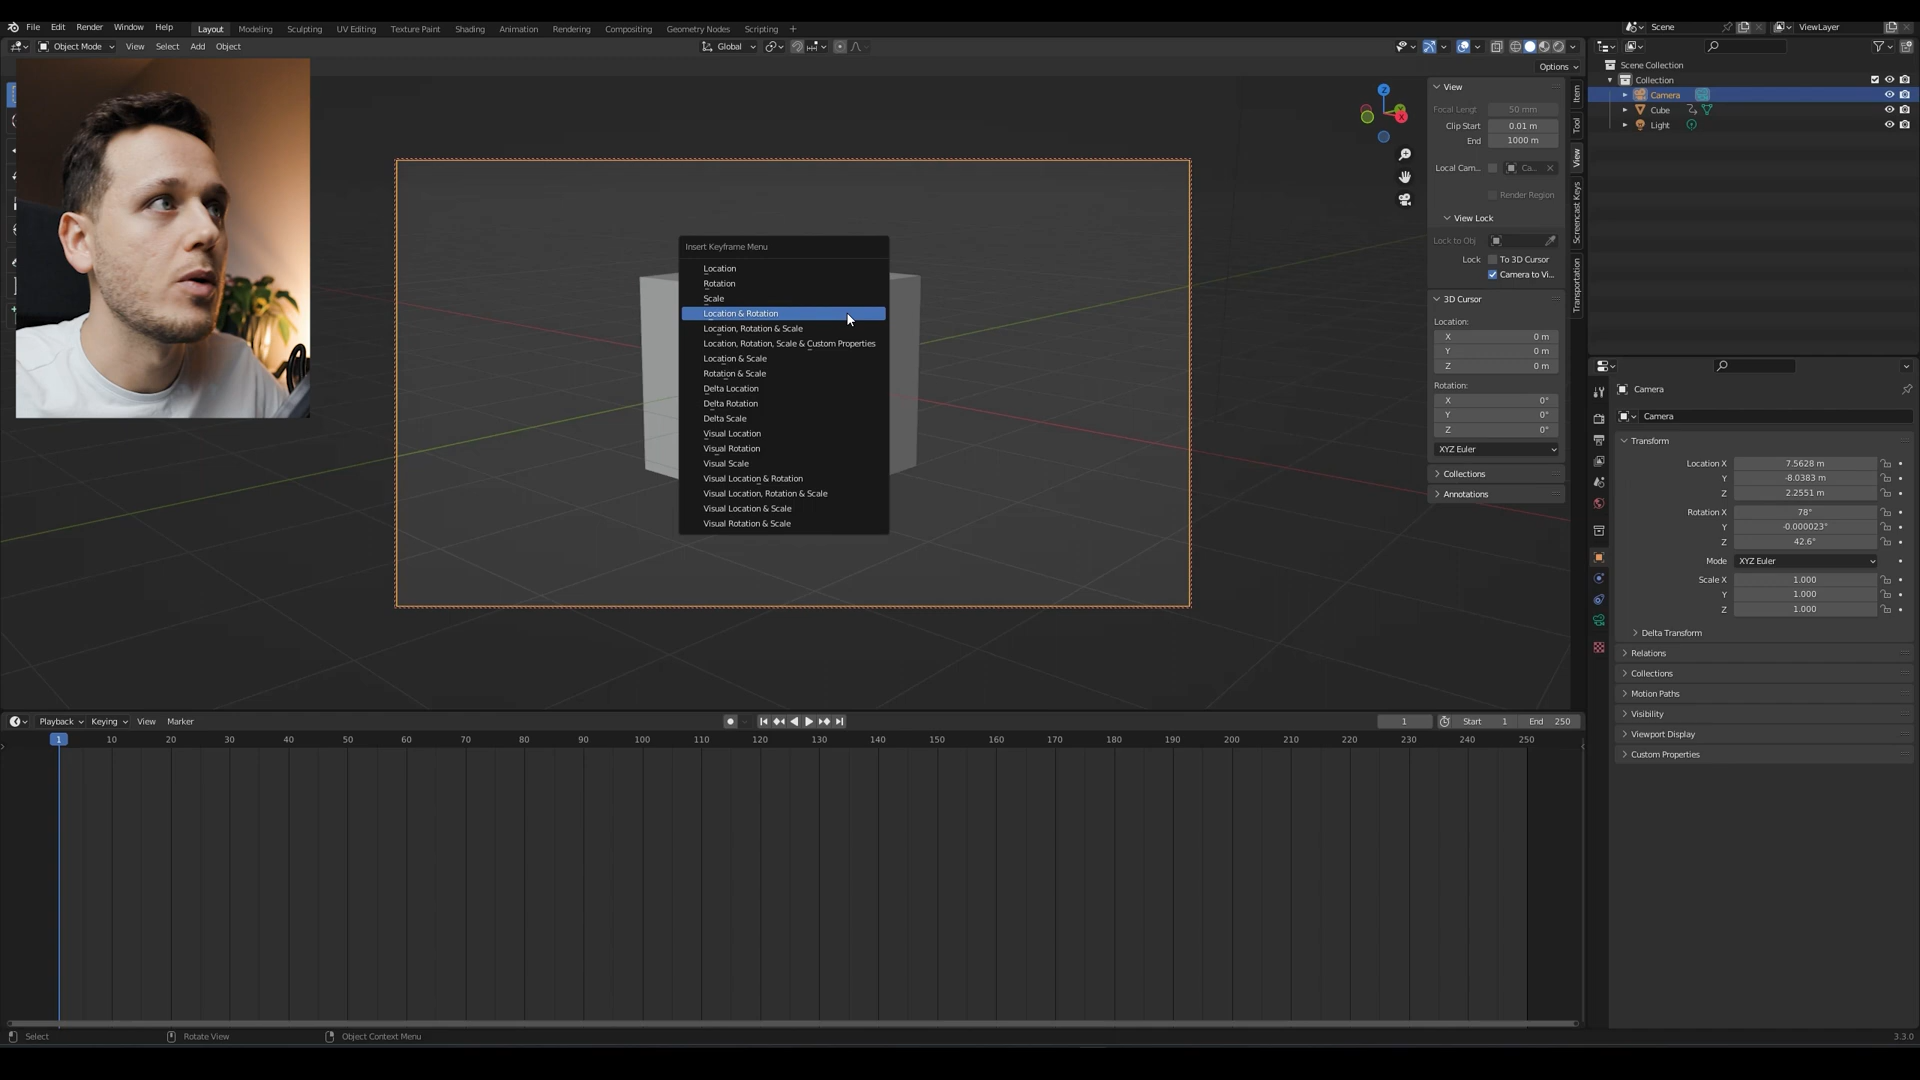 File Edit Render Window Help Layout Modeling Sculpting UV Editing Texture Paint Shading Animation Rendering Compositing Geometry Nodes Scripting + Scene ViewLayer
Object Mode View Select Add Object Global
Options
Scene Collection
Collection
Camera
Cube
Light
View
Focal Lengt 50 mm
Clip Start 0.01 m
End 1000 m
Local Cam... Ca...
Render Region
View Lock
Lock to Obj
Lock To 3D Cursor
Camera to Vi...
3D Cursor
Location:
X 0 m
Y 0 m
Z 0 m
Rotation:
X 0°
Y 0°
Z 0°
XYZ Euler
Collections
Annotations
Item
Tool
View
Screencast Keys
Transportation
Z
X
Insert Keyframe Menu
Location
Rotation
Scale
Location & Rotation
Location, Rotation & Scale
Location, Rotation, Scale & Custom Properties
Location & Scale
Rotation & Scale
Delta Location
Delta Rotation
Delta Scale
Visual Location
Visual Rotation
Visual Scale
Visual Location & Rotation
Visual Location, Rotation & Scale
Visual Location & Scale
Visual Rotation & Scale
Camera
Camera
Transform
Location X 7.5628 m
Y -8.0383 m
Z 2.2551 m
Rotation X 78°
Y -0.000023°
Z 42.6°
Mode XYZ Euler
Scale X 1.000
Y 1.000
Z 1.000
Delta Transform
Relations
Collections
Motion Paths
Visibility
Viewport Display
Custom Properties
Playback Keying View Marker 1 Start 1 End 250
1 10 20 30 40 50 60 70 80 90 100 110 120 130 140 150 160 170 180 190 200 210 220 230 240 250
Select Rotate View Object Context Menu 3.3.0